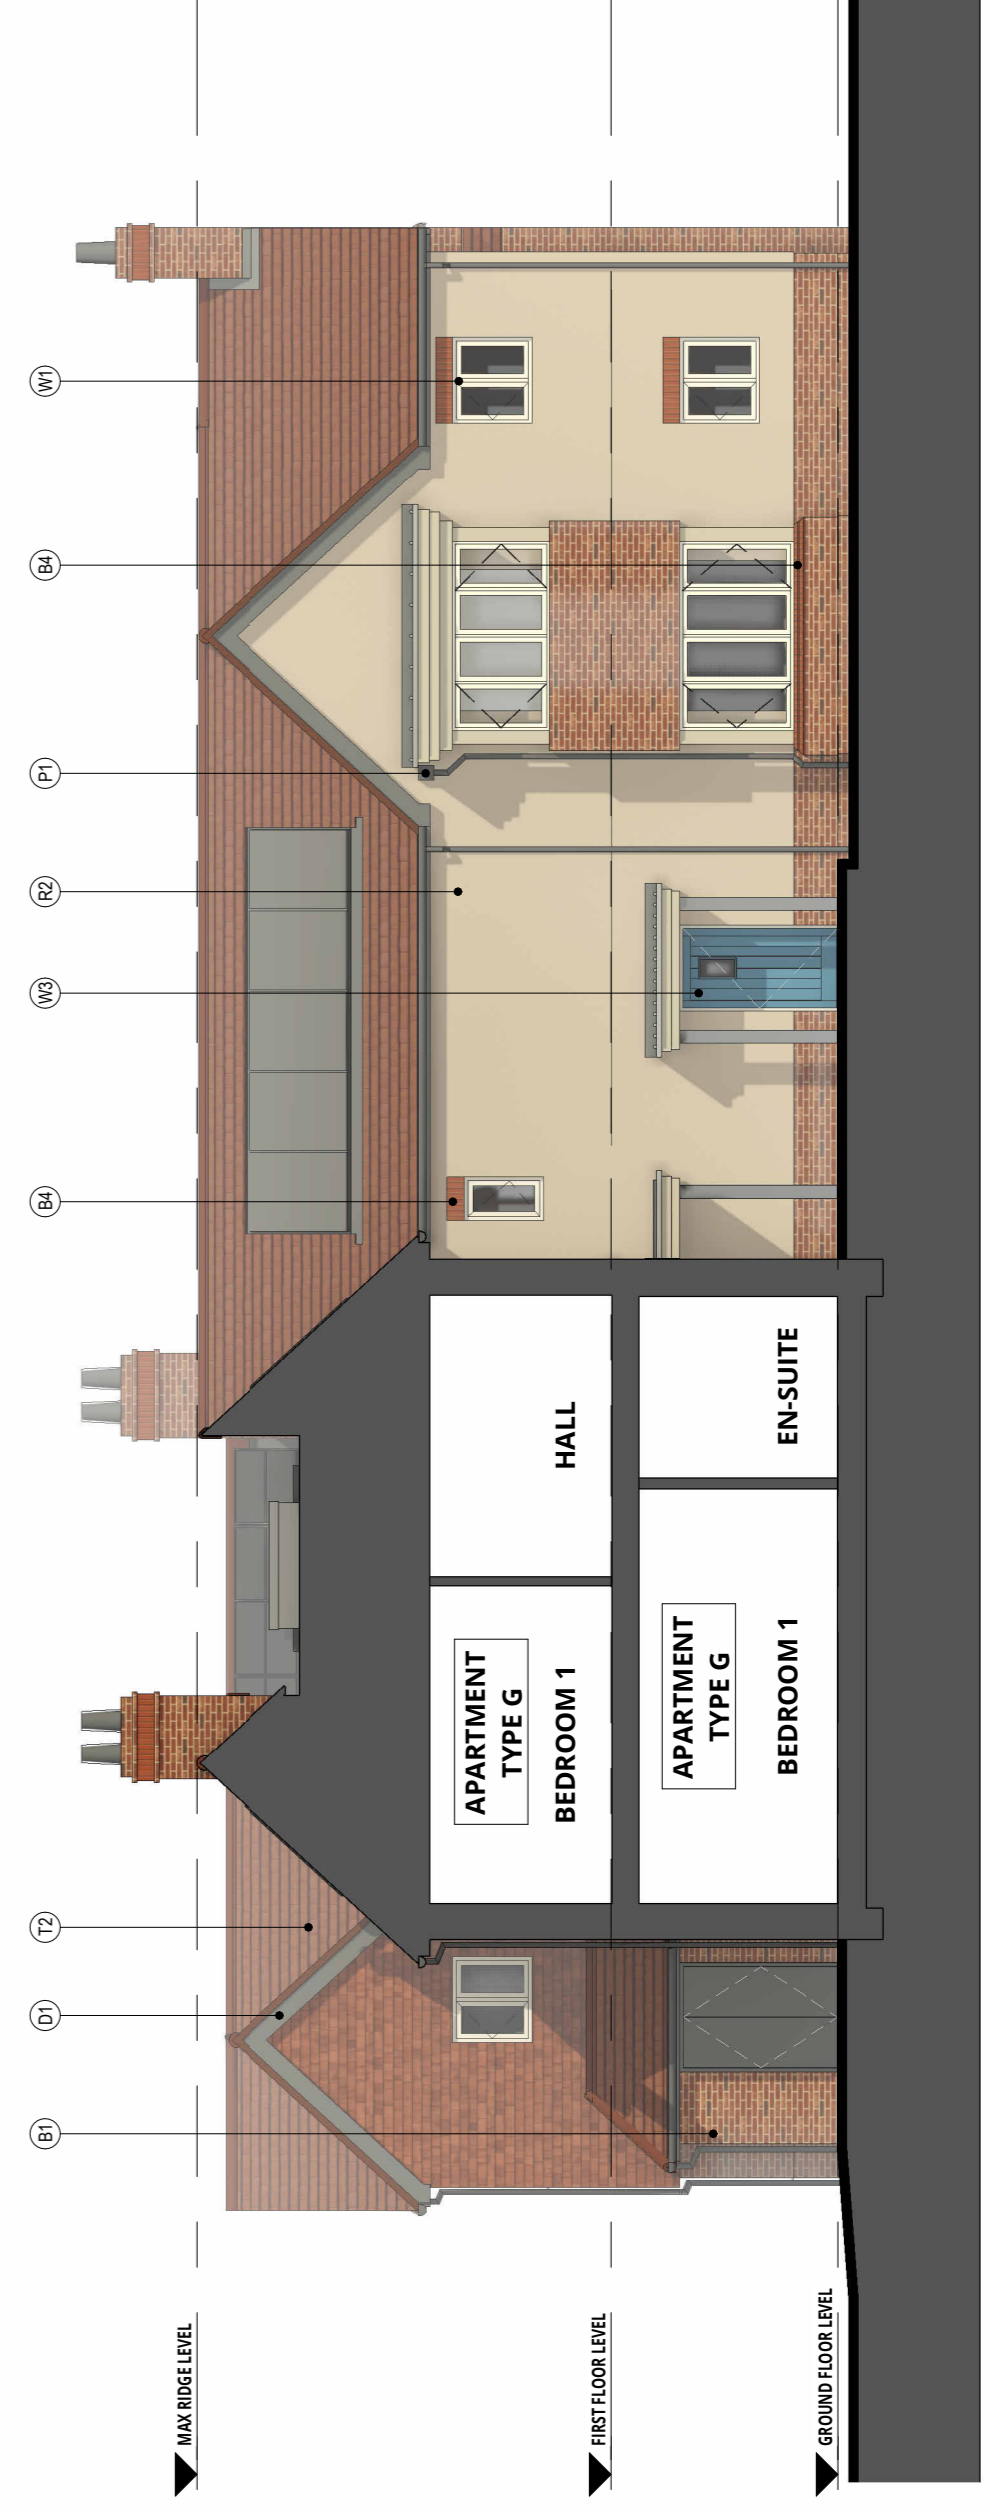 B1
D1
T2
B4
W3
R2
P1
B4
W1
MAX RIDGE LEVEL
APARTMENT
TYPE G
BEDROOM 1
HALL
FIRST FLOOR LEVEL
APARTMENT
TYPE G
BEDROOM 1
EN-SUITE
GROUND FLOOR LEVEL